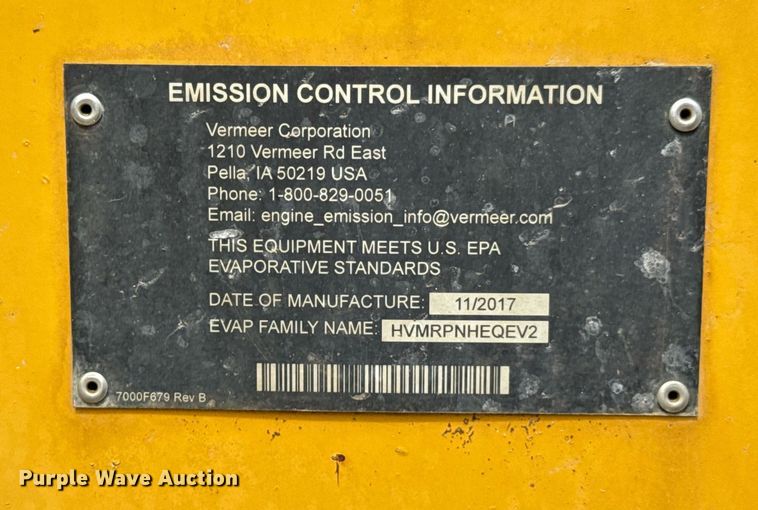 EMISSION CONTROL INFORMATION
Vermeer Corporation
1210 Vermeer Rd East
Pella, IA 50219 USA
Phone: 1-800-829-0051
Email: engine_emission_info@vermeer.com
THIS EQUIPMENT MEETS U.S. EPA
EVAPORATIVE STANDARDS
DATE OF MANUFACTURE: 11/2017
EVAP FAMILY NAME: HVMRPNHEQEV2
7000F679 Rev B
Purple Wave Auction